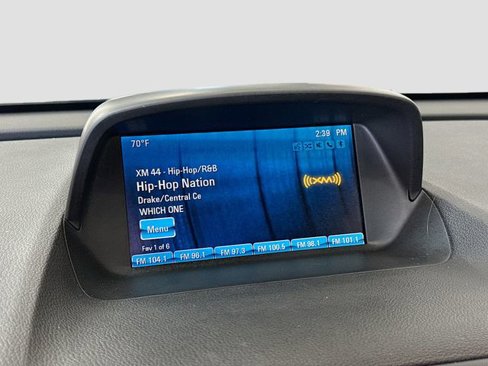 70°F
2:39 PM
XM 44 - Hip-Hop/R&B
Hip-Hop Nation
((XM))
Drake/Central Ce
WHICH ONE
Menu
Fav 1 of 6
FM 104.1 FM 96.1 FM 97.3 FM 100.5 FM 98.1 FM 101.1